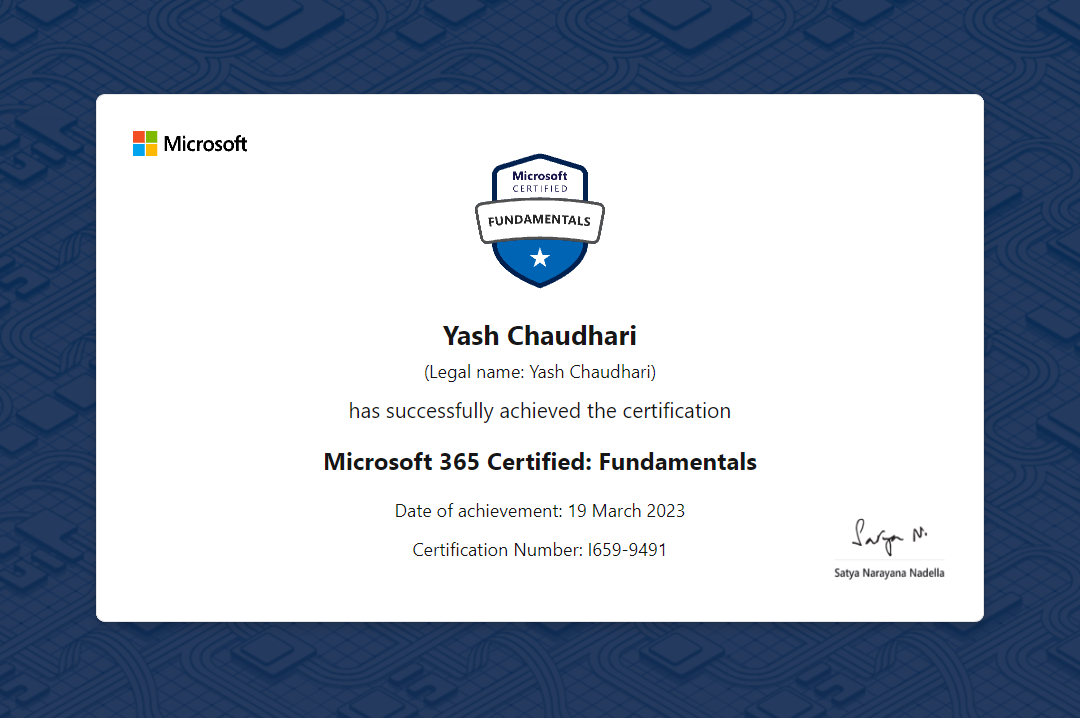 Microsoft
Microsoft
CERTIFIED
FUNDAMENTALS
Yash Chaudhari
(Legal name: Yash Chaudhari)
has successfully achieved the certification
Microsoft 365 Certified: Fundamentals
Date of achievement: 19 March 2023
Certification Number: I659-9491
Satya N.
Satya Narayana Nadella